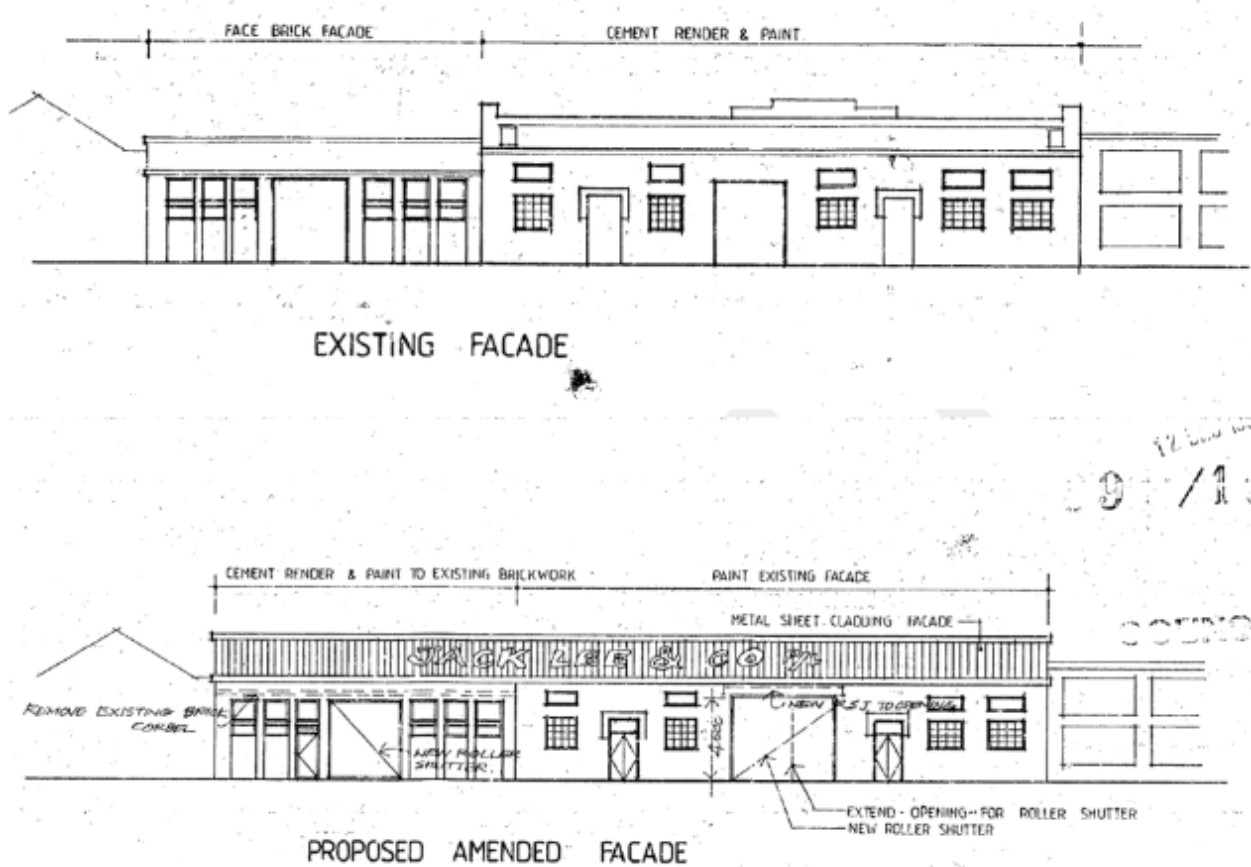 FACE BRICK FACADE
CEMENT RENDER & PAINT
EXISTING FACADE
CEMENT RENDER & PAINT TO EXISTING BRICKWORK
PAINT EXISTING FACADE
METAL SHEET CLADDING FACADE
JACK LEE & CO P/L
REMOVE EXISTING BRICK
CORBEL
NEW ROLLER
SHUTTER
NEW RSJ TO OPENING
EXTEND OPENING FOR ROLLER SHUTTER
NEW ROLLER SHUTTER
PROPOSED AMENDED FACADE